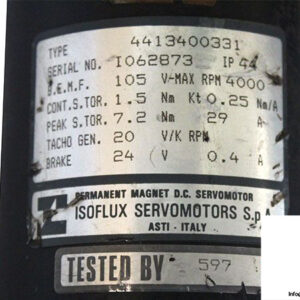 TYPE 4413400331
SERIAL NO. I062873 IP 44
B.E.M.F. 105 V-MAX RPM 4000
CONT.S.TOR. 1.5 Nm Kt 0.25 Nm/A
PEAK S.TOR. 7.2 Nm 29 A
TACHO GEN. 20 V/K RPM
BRAKE 24 V 0.4 A
PERMANENT MAGNET D.C. SERVOMOTOR
ISOFLUX SERVOMOTORS S.p.A.
ASTI - ITALY
TESTED BY 597